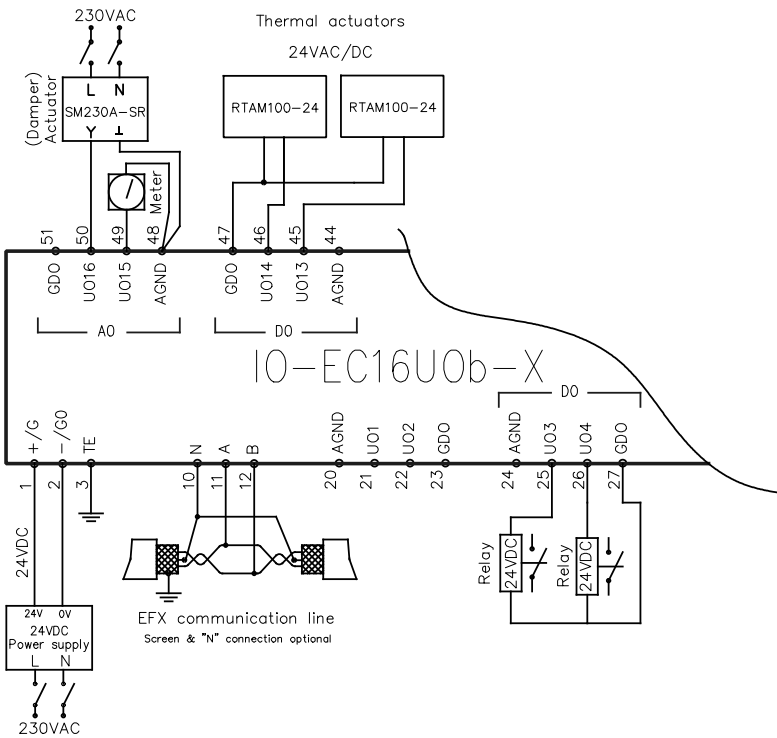 230VAC
Thermal actuators
24VAC/DC
L N
SM230A-SR
Y ⊥
(Damper)
Actuator
RTAM100-24
RTAM100-24
Meter
51 50 49 48 47 46 45 44
GDO UO16 UO15 AGND GDO UO14 UO13 AGND
AO DO
IO-EC16UOb-X
DO
+/G -/G0 TE N A B AGND UO1 UO2 GDO AGND UO3 UO4 GDO
1 2 3 10 11 12 20 21 22 23 24 25 26 27
24VDC
Relay
24VDC
Relay
24VDC
24V 0V
24VDC
Power supply
L N
230VAC
EFX communication line
Screen & "N" connection optional